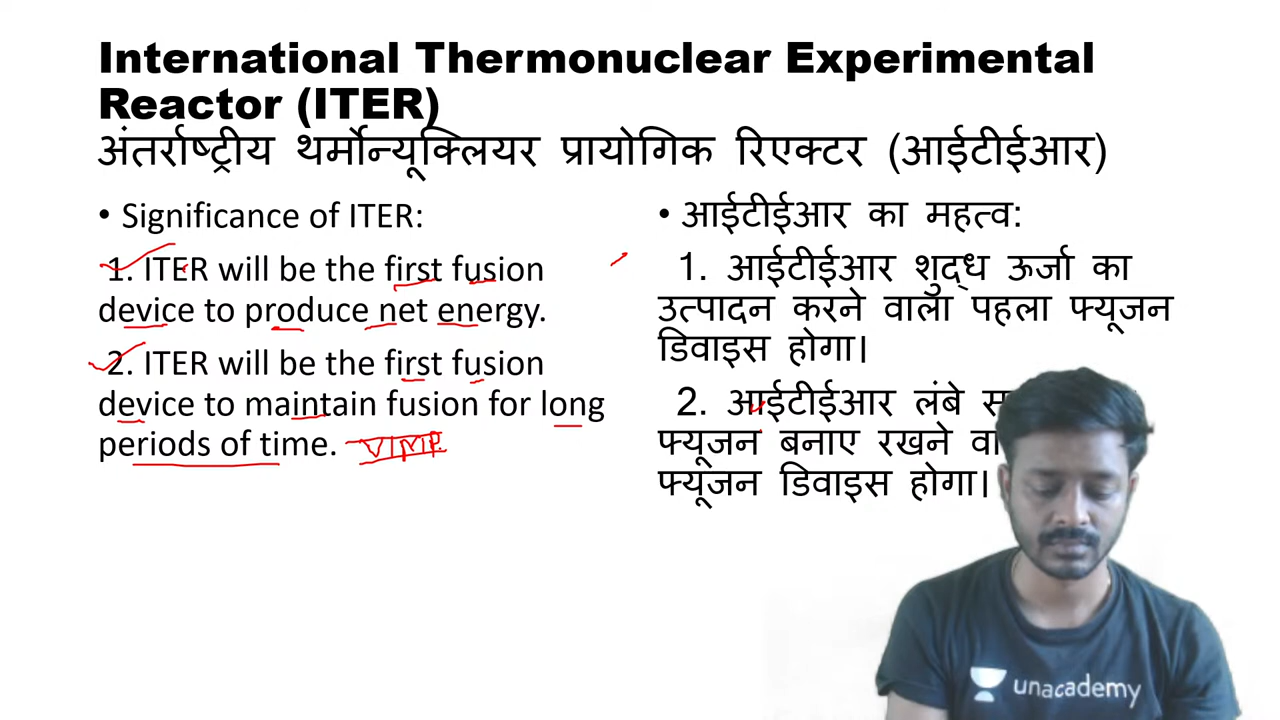 International Thermonuclear Experimental
Reactor (ITER)
अंतर्राष्ट्रीय थर्मोन्यूक्लियर प्रायोगिक रिएक्टर (आईटीईआर)
• Significance of ITER:
1. ITER will be the first fusion
device to produce net energy.
2. ITER will be the first fusion
device to maintain fusion for long
periods of time. VIMP
• आईटीईआर का महत्व:
1. आईटीईआर शुद्ध ऊर्जा का
उत्पादन करने वाला पहला फ्यूजन
डिवाइस होगा।
2. आईटीईआर लंबे
फ्यूजन बनाए रखने
फ्यूजन डिवाइस होगा।
unacademy